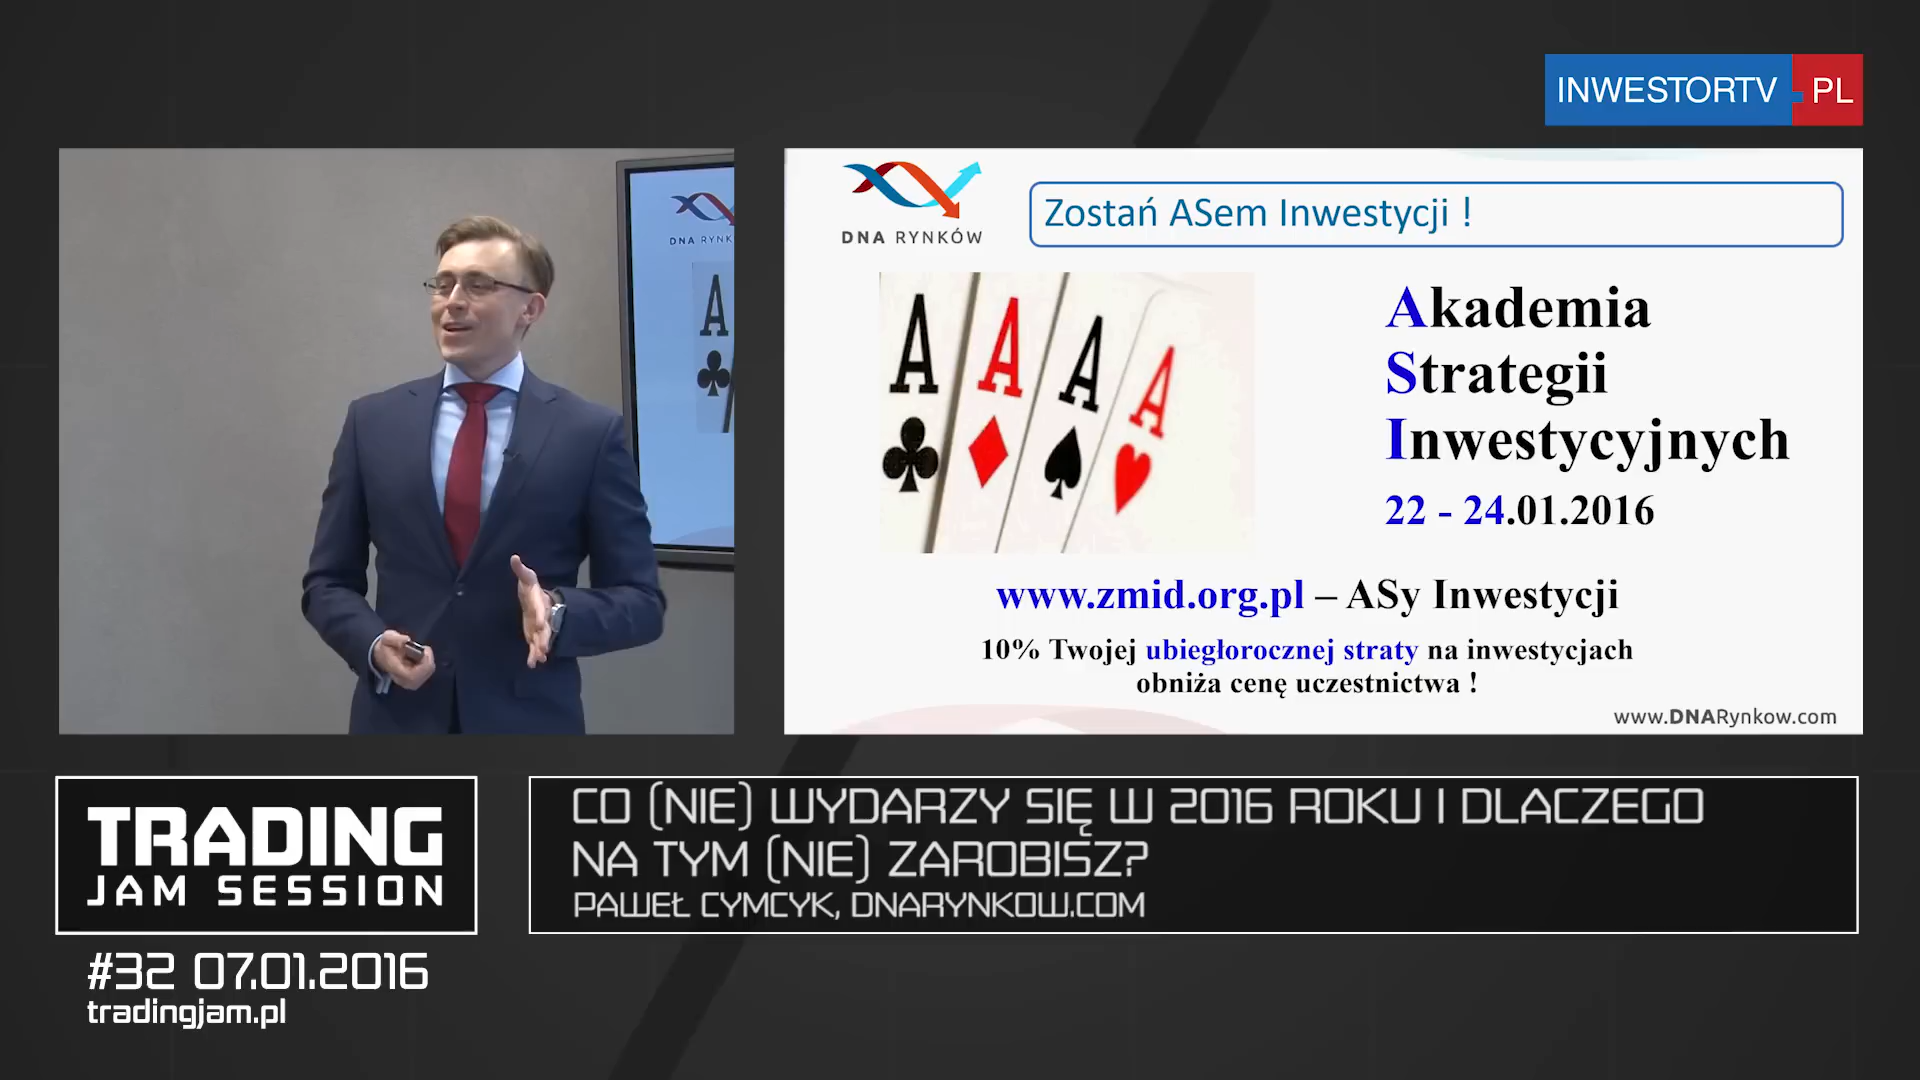 INWESTORTV.PL
DNA RYNK
A
DNA RYNKÓW
Zostań ASem Inwestycji !
A A A A
Akademia
Strategii
Inwestycyjnych
22 - 24.01.2016
www.zmid.org.pl – ASy Inwestycji
10% Twojej ubiegłorocznej straty na inwestycjach
obniża cenę uczestnictwa !
www.DNARynkow.com
TRADING
JAM SESSION
#32 07.01.2016
tradingjam.pl
CO (NIE) WYDARZY SIĘ W 2016 ROKU I DLACZEGO
NA TYM (NIE) ZAROBISZ?
PAWEŁ CYMCYK, DNARYNKOW.COM